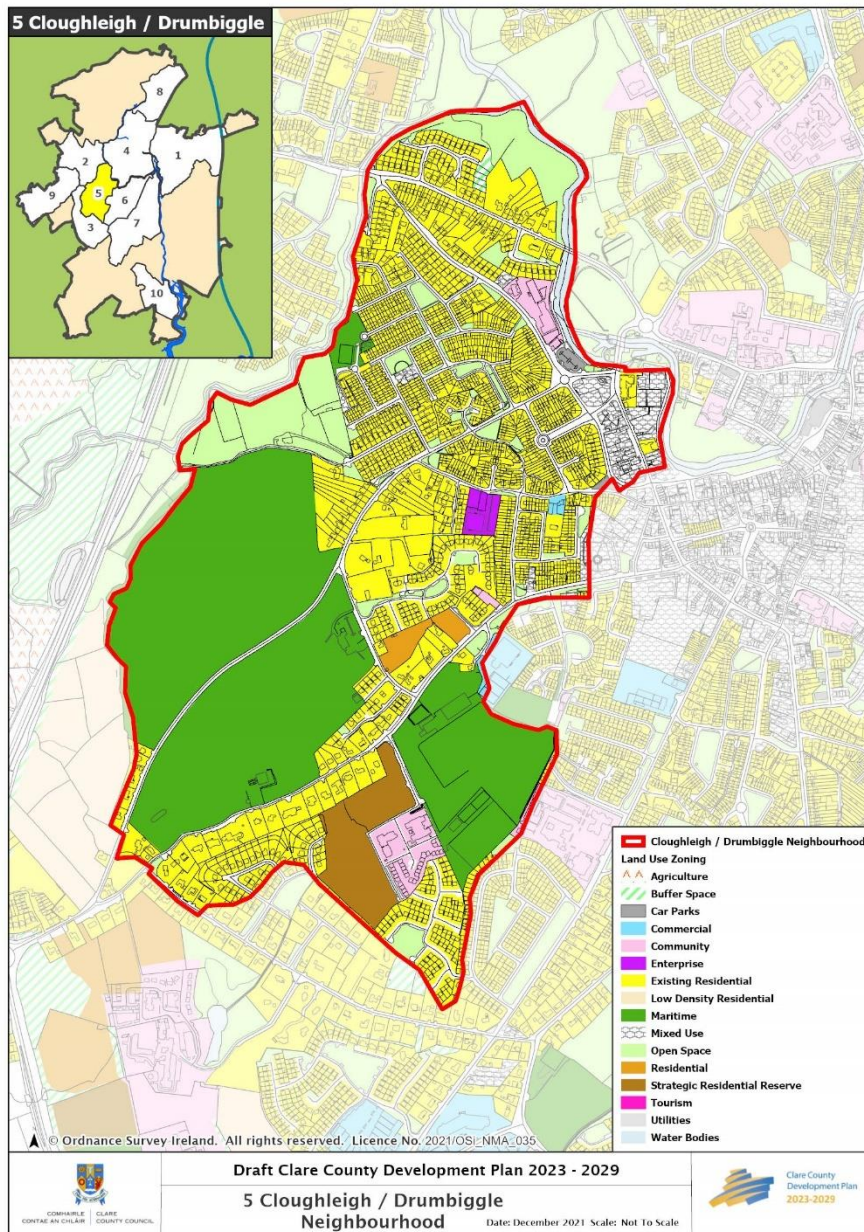 5 Cloughleigh / Drumbiggle
8
2
4
1
5
9
6
3
7
10
Cloughleigh / Drumbiggle Neighbourhood
Land Use Zoning
Agriculture
Buffer Space
Car Parks
Commercial
Community
Enterprise
Existing Residential
Low Density Residential
Maritime
Mixed Use
Open Space
Residential
Strategic Residential Reserve
Tourism
Utilities
Water Bodies
© Ordnance Survey Ireland. All rights reserved. Licence No. 2021/OSI_NMA_035
COMHAIRLE
CONTAE AN CHLÁIR
CLARE
COUNTY COUNCIL
Draft Clare County Development Plan 2023 - 2029
5 Cloughleigh / Drumbiggle
Neighbourhood
Date: December 2021 Scale: Not To Scale
Clare County
Development Plan
2023-2029